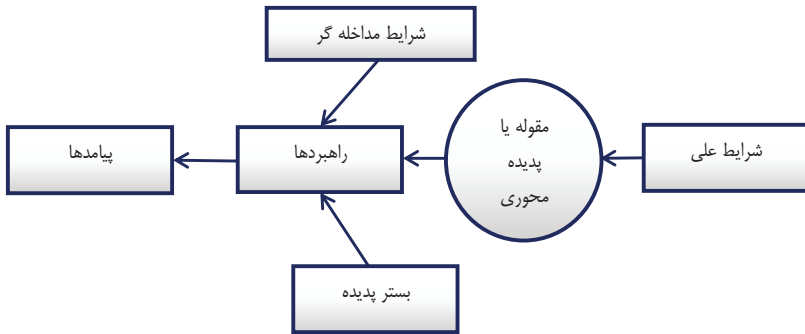 شرایط مداخله گر
شرایط علی
مقوله یا
پدیده
محوری
راهبردها
پیامدها
بستر پدیده